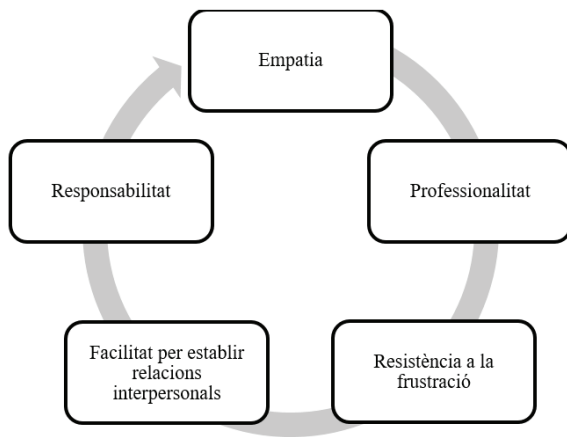 Empatia
Professionalitat
Resistència a la
frustració
Facilitat per establir
relacions
interpersonals
Responsabilitat